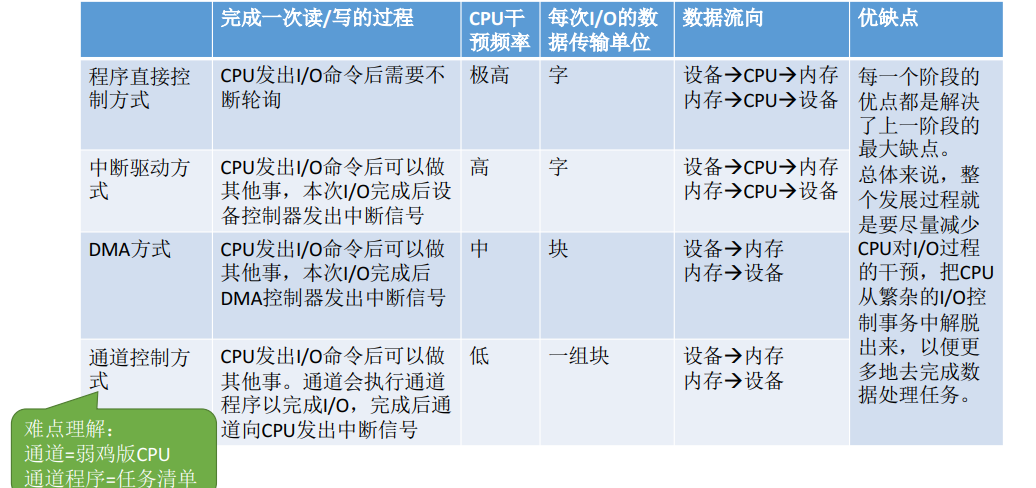 完成一次读/写的过程
CPU干
预频率
每次I/O的数
据传输单位
数据流向
优缺点
程序直接控
制方式
CPU发出I/O命令后需要不
断轮询
极高
字
设备→CPU→内存
内存→CPU→设备
每一个阶段的
优点都是解决
了上一阶段的
最大缺点。
总体来说，整
个发展过程就
是要尽量减少
CPU对I/O过程
的干预，把CPU
从繁杂的I/O控
制事务中解脱
出来，以便更
多地去完成数
据处理任务。
中断驱动方
式
CPU发出I/O命令后可以做
其他事，本次I/O完成后设
备控制器发出中断信号
高
字
设备→CPU→内存
内存→CPU→设备
DMA方式
CPU发出I/O命令后可以做
其他事，本次I/O完成后
DMA控制器发出中断信号
中
块
设备→内存
内存→设备
通道控制方
式
CPU发出I/O命令后可以做
其他事。通道会执行通道
程序以完成I/O，完成后通
道向CPU发出中断信号
低
一组块
设备→内存
内存→设备
难点理解：
通道=弱鸡版CPU
通道程序=任务清单